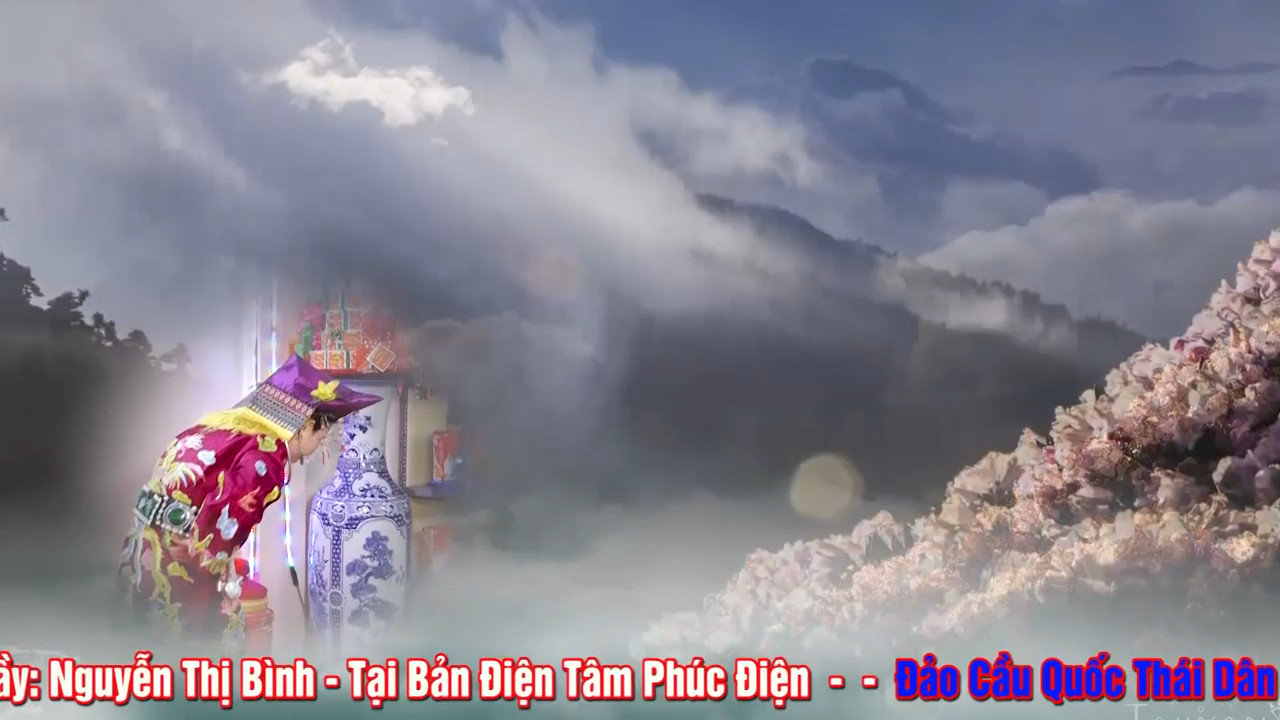 ầy: Nguyễn Thị Bình - Tại Bản Điện Tâm Phúc Điện - - Đảo Cầu Quốc Thái Dân